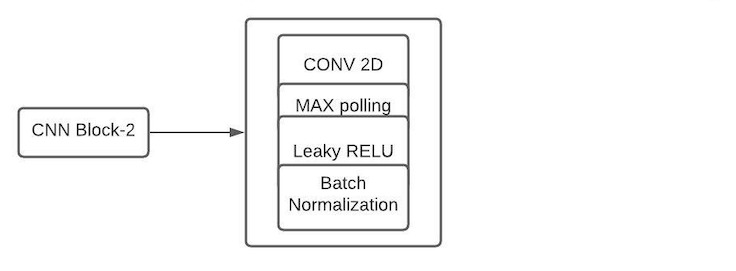 CNN Block-2
CONV 2D
MAX polling
Leaky RELU
Batch
Normalization